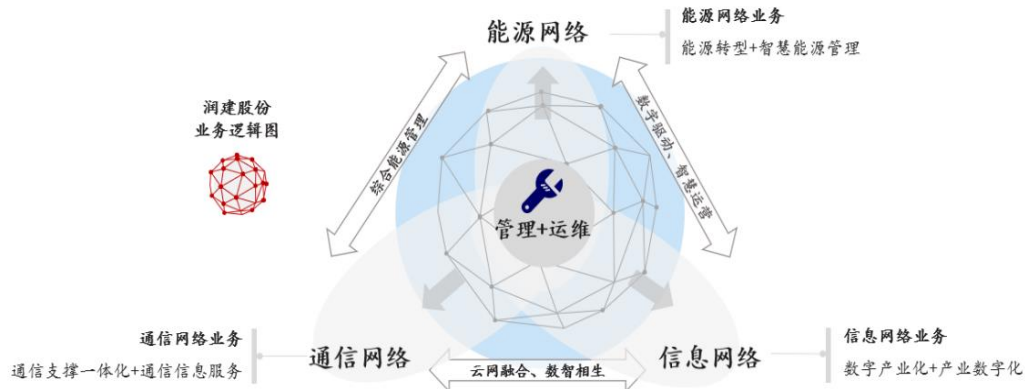 能源网络
能源网络业务
能源转型+智慧能源管理
润建股份
业务逻辑图
综合能源管理
数字驱动、智慧运营
管理+运维
通信网络业务
通信支撑一体化+通信信息服务
通信网络
云网融合、数智相生
信息网络
信息网络业务
数字产业化+产业数字化